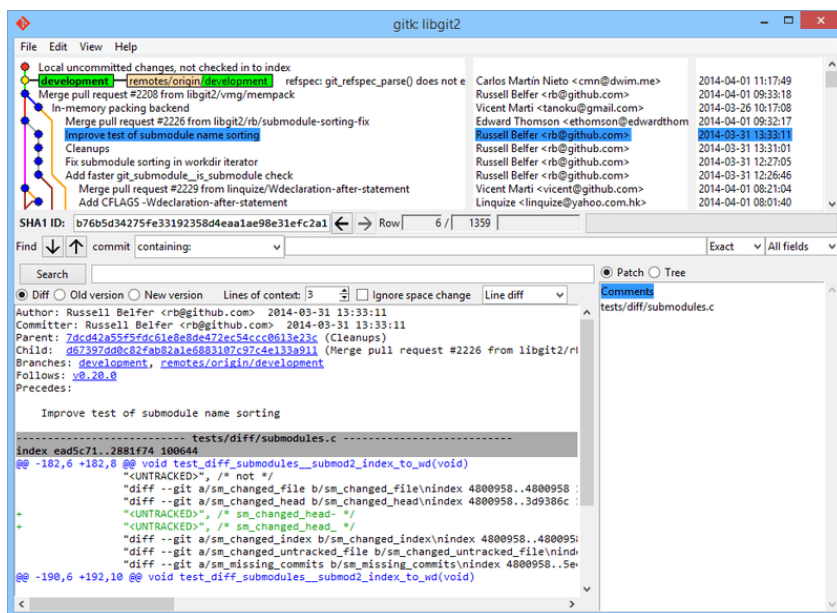 gitk: libgit2
File Edit View Help
Local uncommitted changes, not checked in to index
development remotes/origin/development refspec: git_refspec_parse() does not e Carlos Martín Nieto <cmn@dwim.me> 2014-04-01 11:17:49
Merge pull request #2208 from libgit2/vmg/mempack Russell Belfer <rb@github.com> 2014-04-01 09:33:18
In-memory packing backend Vicent Marti <tanoku@gmail.com> 2014-03-26 10:17:08
Merge pull request #2226 from libgit2/rb/submodule-sorting-fix Edward Thomson <ethomson@edwardthom 2014-04-01 09:32:17
Improve test of submodule name sorting Russell Belfer <rb@github.com> 2014-03-31 13:33:11
Cleanups Russell Belfer <rb@github.com> 2014-03-31 13:31:01
Fix submodule sorting in workdir iterator Russell Belfer <rb@github.com> 2014-03-31 12:27:05
Add faster git_submodule__is_submodule check Russell Belfer <rb@github.com> 2014-03-31 12:26:46
Merge pull request #2229 from linquize/Wdeclaration-after-statement Vicent Marti <vicent@github.com> 2014-04-01 08:21:04
Add CFLAGS -Wdeclaration-after-statement Linquize <linquize@yahoo.com.hk> 2014-04-01 08:01:40
SHA1 ID: b76b5d34275fe33192358d4eaa1ae98e31efc2a1 Row 6 / 1359
Find commit containing: Exact All fields
Search Patch Tree
Diff Old version New version Lines of context: 3 Ignore space change Line diff
Comments
tests/diff/submodules.c
Author: Russell Belfer <rb@github.com> 2014-03-31 13:33:11
Committer: Russell Belfer <rb@github.com> 2014-03-31 13:33:11
Parent: 7dcd42a55f5fdc61e8e8de472ec54ccc0613e23c (Cleanups)
Child: d67397dd0c82fab82a1e6883107c97c4e133a911 (Merge pull request #2226 from libgit2/r
Branches: development, remotes/origin/development
Follows: v0.20.0
Precedes:
Improve test of submodule name sorting
---------------------------- tests/diff/submodules.c ---------------------------
index ead5c71..2881f74 100644
@@ -182,6 +182,8 @@ void test_diff_submodules__submod2_index_to_wd(void)
"<UNTRACKED>", /* not */
"diff --git a/sm_changed_file b/sm_changed_file\nindex 4800958..4800958
"diff --git a/sm_changed_head b/sm_changed_head\nindex 4800958..3d9386c
+ "<UNTRACKED>", /* sm_changed_head- */
+ "<UNTRACKED>", /* sm_changed_head_ */
"diff --git a/sm_changed_index b/sm_changed_index\nindex 4800958..480095
"diff --git a/sm_changed_untracked_file b/sm_changed_untracked_file\nind
"diff --git a/sm_missing_commits b/sm_missing_commits\nindex 4800958..5e
@@ -190,6 +192,10 @@ void test_diff_submodules__submod2_index_to_wd(void)